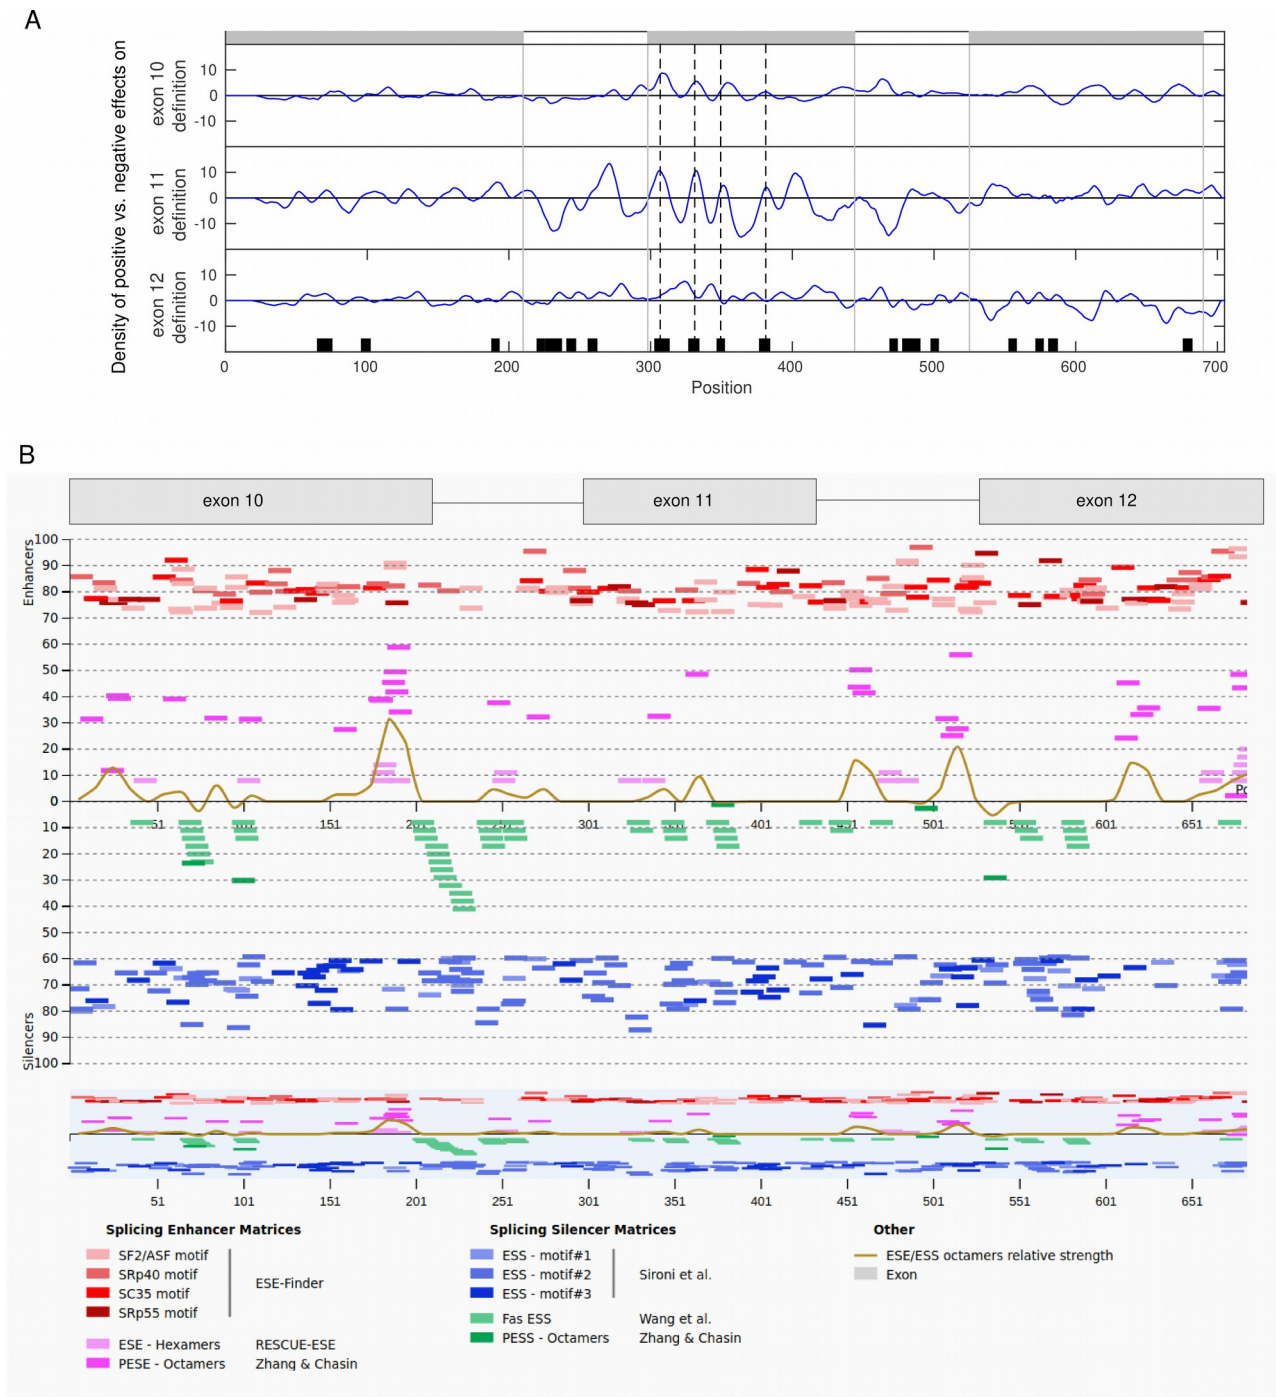 A
Density of positive vs. negative effects on
exon 10
definition
10
0
-10
exon 11
definition
10
0
-10
exon 12
definition
10
0
-10
0 100 200 300 400 500 600 700
Position
B
exon 10 exon 11 exon 12
Enhancers
100
90
80
70
60
50
40
30
20
10
0
Po
51 151 301 401 501 601 651
10
20
30
40
50
60
70
80
90
100
Silencers
51 101 151 201 251 301 351 401 451 501 551 601 651
Splicing Enhancer Matrices
SF2/ASF motif
SRp40 motif
SC35 motif
SRp55 motif
ESE-Finder
ESE - Hexamers RESCUE-ESE
PESE - Octamers Zhang & Chasin
Splicing Silencer Matrices
ESS - motif#1
ESS - motif#2
ESS - motif#3
Sironi et al.
Fas ESS Wang et al.
PESS - Octamers Zhang & Chasin
Other
ESE/ESS octamers relative strength
Exon